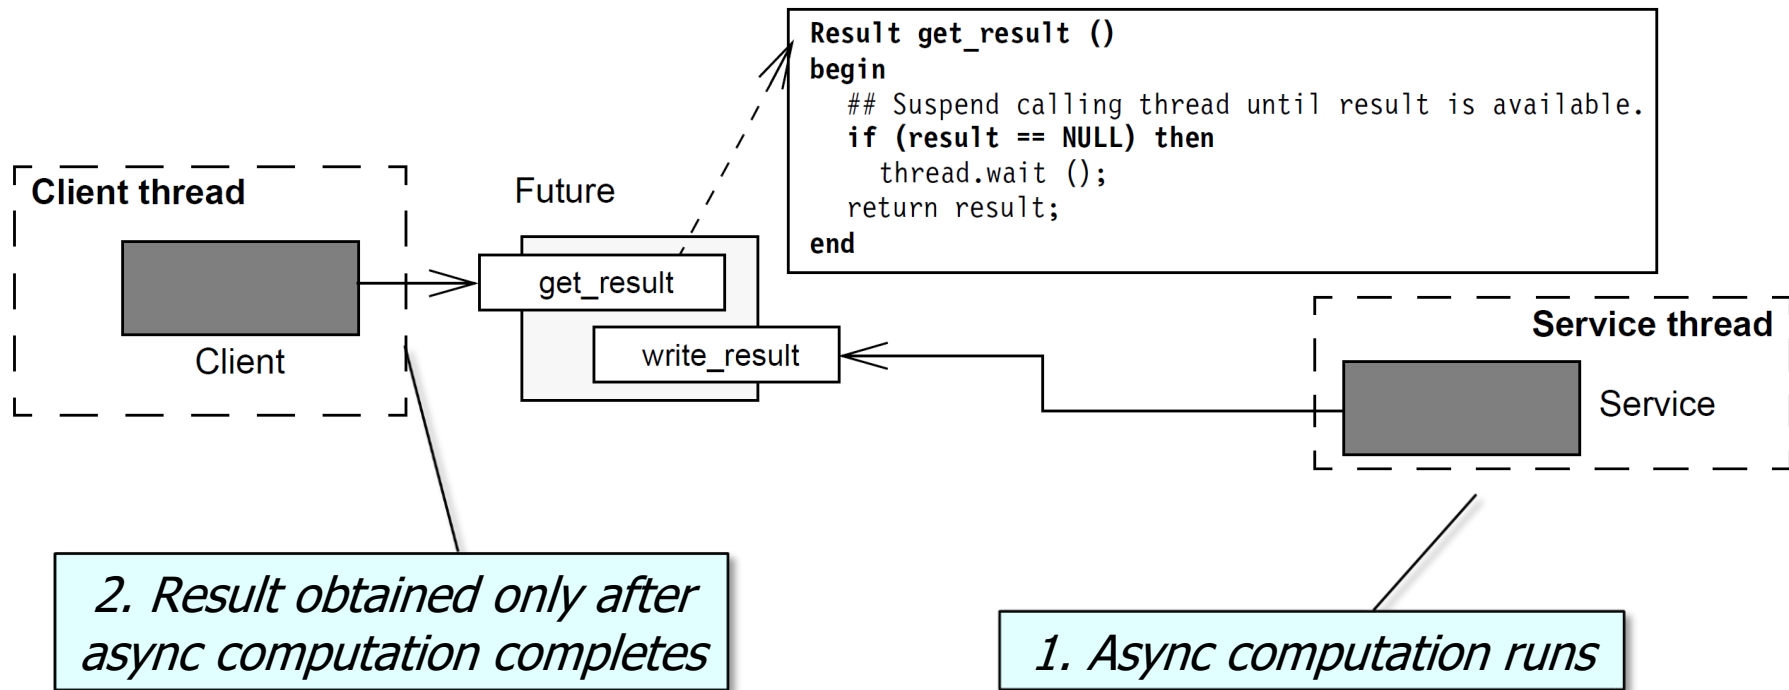 Result get_result ()
begin
## Suspend calling thread until result is available.
if (result == NULL) then
thread.wait ();
return result;
end
Client thread
Future
get_result
Client
write_result
Service thread
Service
2. Result obtained only after
async computation completes
1. Async computation runs